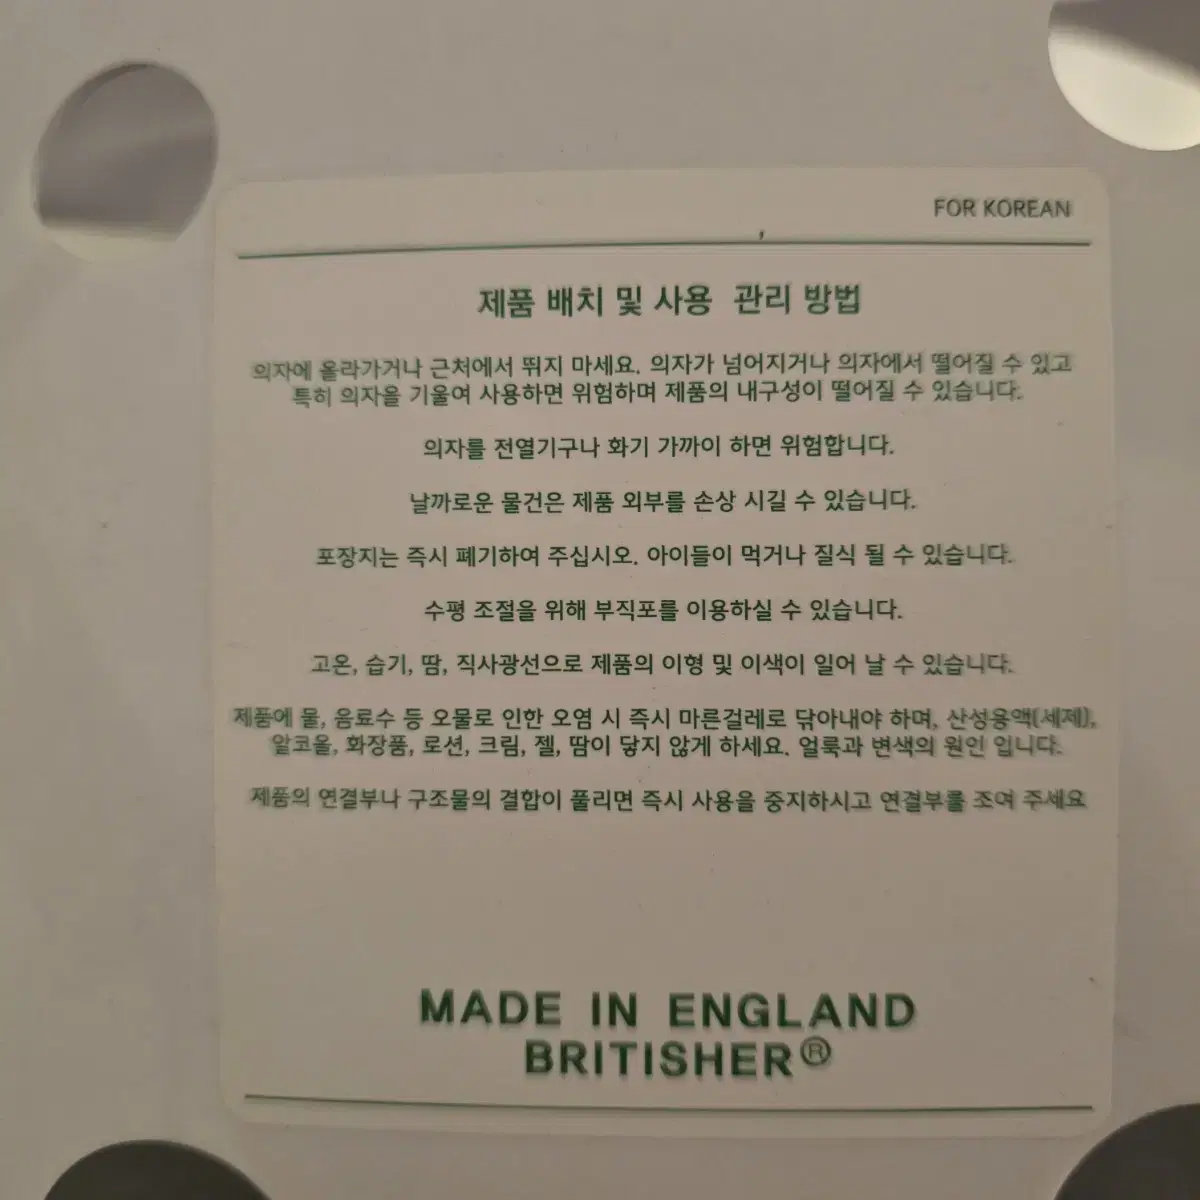 FOR KOREAN
제품 배치 및 사용 관리 방법
의자에 올라가거나 근처에서 뛰지 마세요. 의자가 넘어지거나 의자에서 떨어질 수 있고
특히 의자을 기울여 사용하면 위험하며 제품의 내구성이 떨어질 수 있습니다.
의자를 전열기구나 화기 가까이 하면 위험합니다.
날까로운 물건은 제품 외부를 손상 시길 수 있습니다.
포장지는 즉시 폐기하여 주십시오. 아이들이 먹거나 질식 될 수 있습니다.
수평 조절을 위해 부직포를 이용하실 수 있습니다.
고온, 습기, 땀, 직사광선으로 제품의 이형 및 이색이 일어 날 수 있습니다.
제품에 물, 음료수 등 오물로 인한 오염 시 즉시 마른걸레로 닦아내야 하며, 산성용액(세제),
알코올, 화장품, 로션, 크림, 젤, 땀이 닿지 않게 하세요. 얼룩과 변색의 원인 입니다.
제품의 연결부나 구조물의 결합이 풀리면 즉시 사용을 중지하시고 연결부를 조여 주세요
MADE IN ENGLAND
BRITISHER®